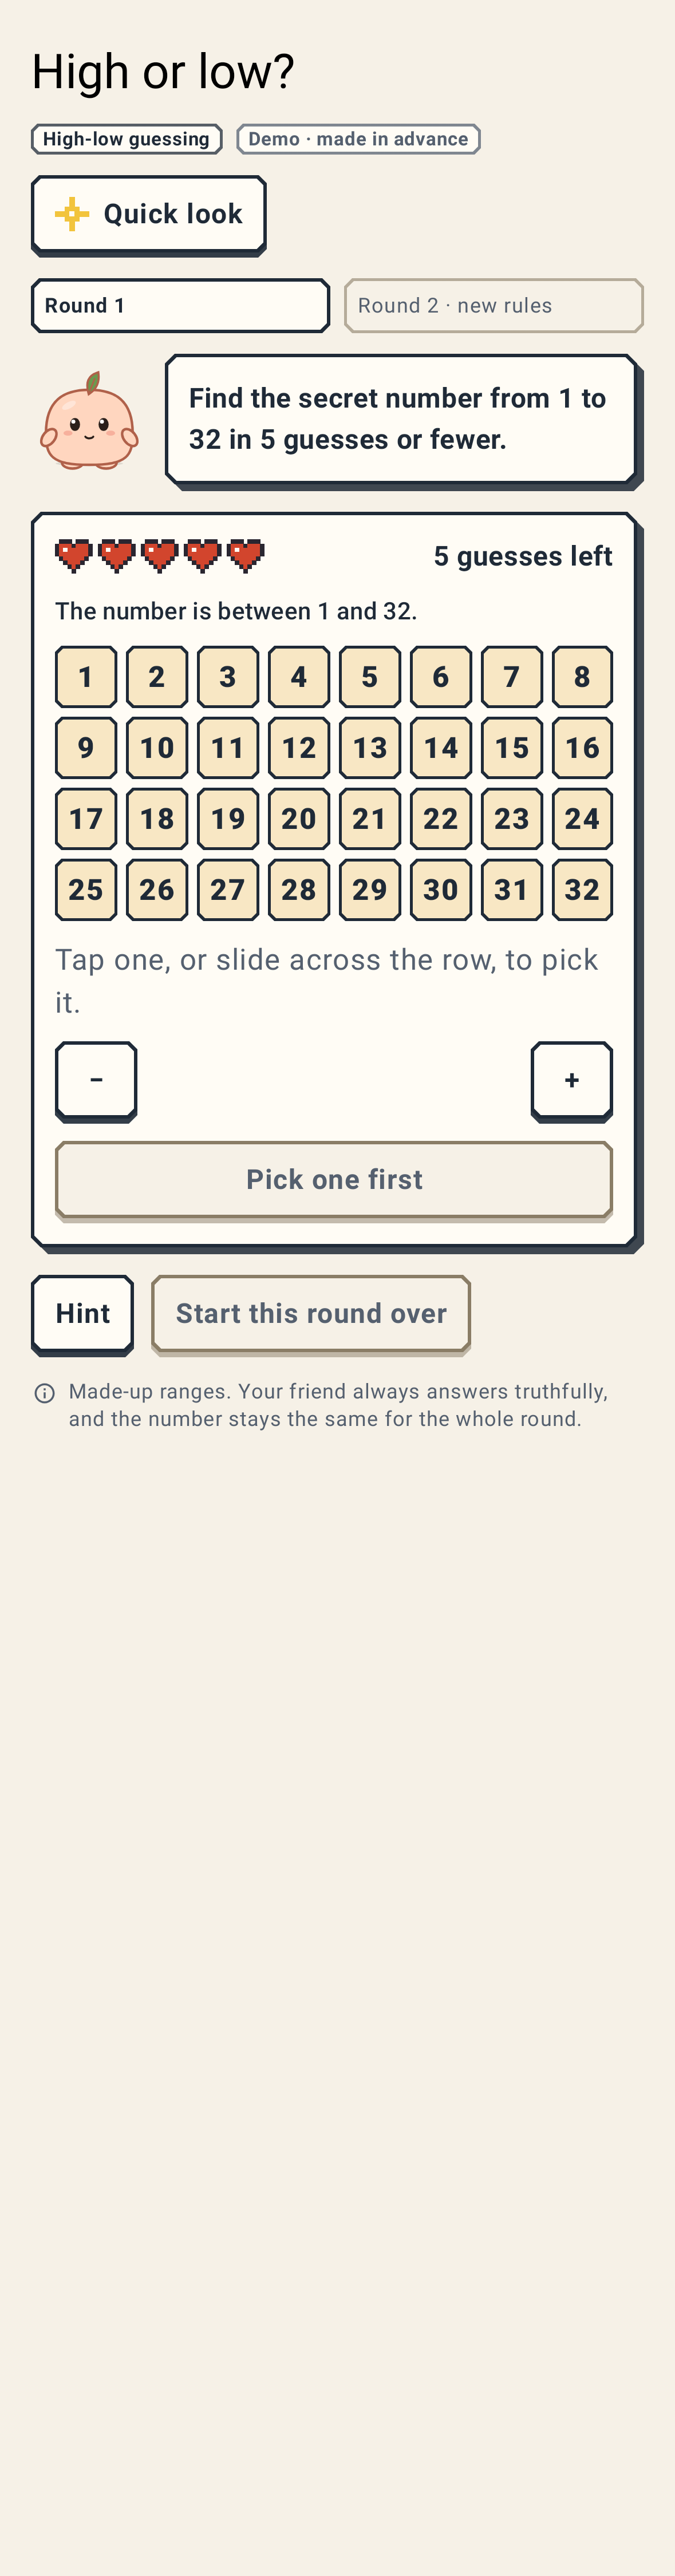 High or low?
High-low guessing
Demo · made in advance
Quick look
Round 1
Round 2 · new rules
Find the secret number from 1 to
32 in 5 guesses or fewer.
5 guesses left
The number is between 1 and 32.
1 2 3 4 5 6 7 8
9 10 11 12 13 14 15 16
17 18 19 20 21 22 23 24
25 26 27 28 29 30 31 32
Tap one, or slide across the row, to pick
it.
− +
Pick one first
Hint
Start this round over
Made-up ranges. Your friend always answers truthfully,
and the number stays the same for the whole round.